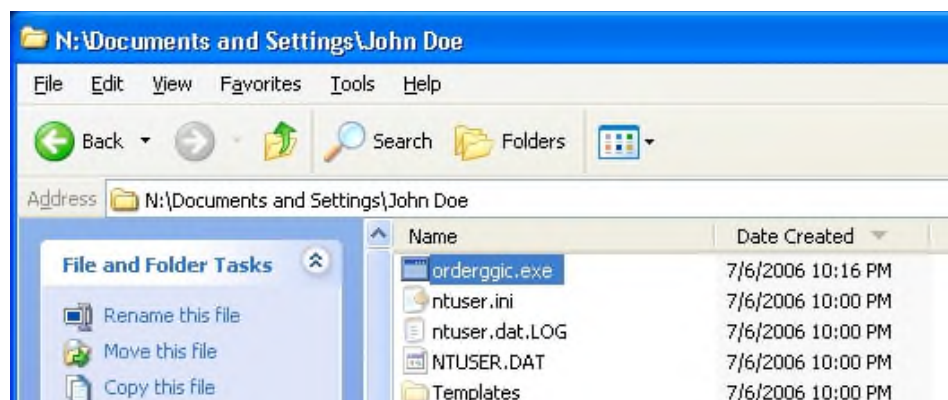 N:\Documents and Settings\John Doe
File Edit View Favorites Tools Help
Back Search Folders
Address N:\Documents and Settings\John Doe
Name Date Created
File and Folder Tasks
orderggic.exe 7/6/2006 10:16 PM
Rename this file
ntuser.ini 7/6/2006 10:00 PM
ntuser.dat.LOG 7/6/2006 10:00 PM
Move this file
NTUSER.DAT 7/6/2006 10:00 PM
Copy this file
Templates 7/6/2006 10:00 PM